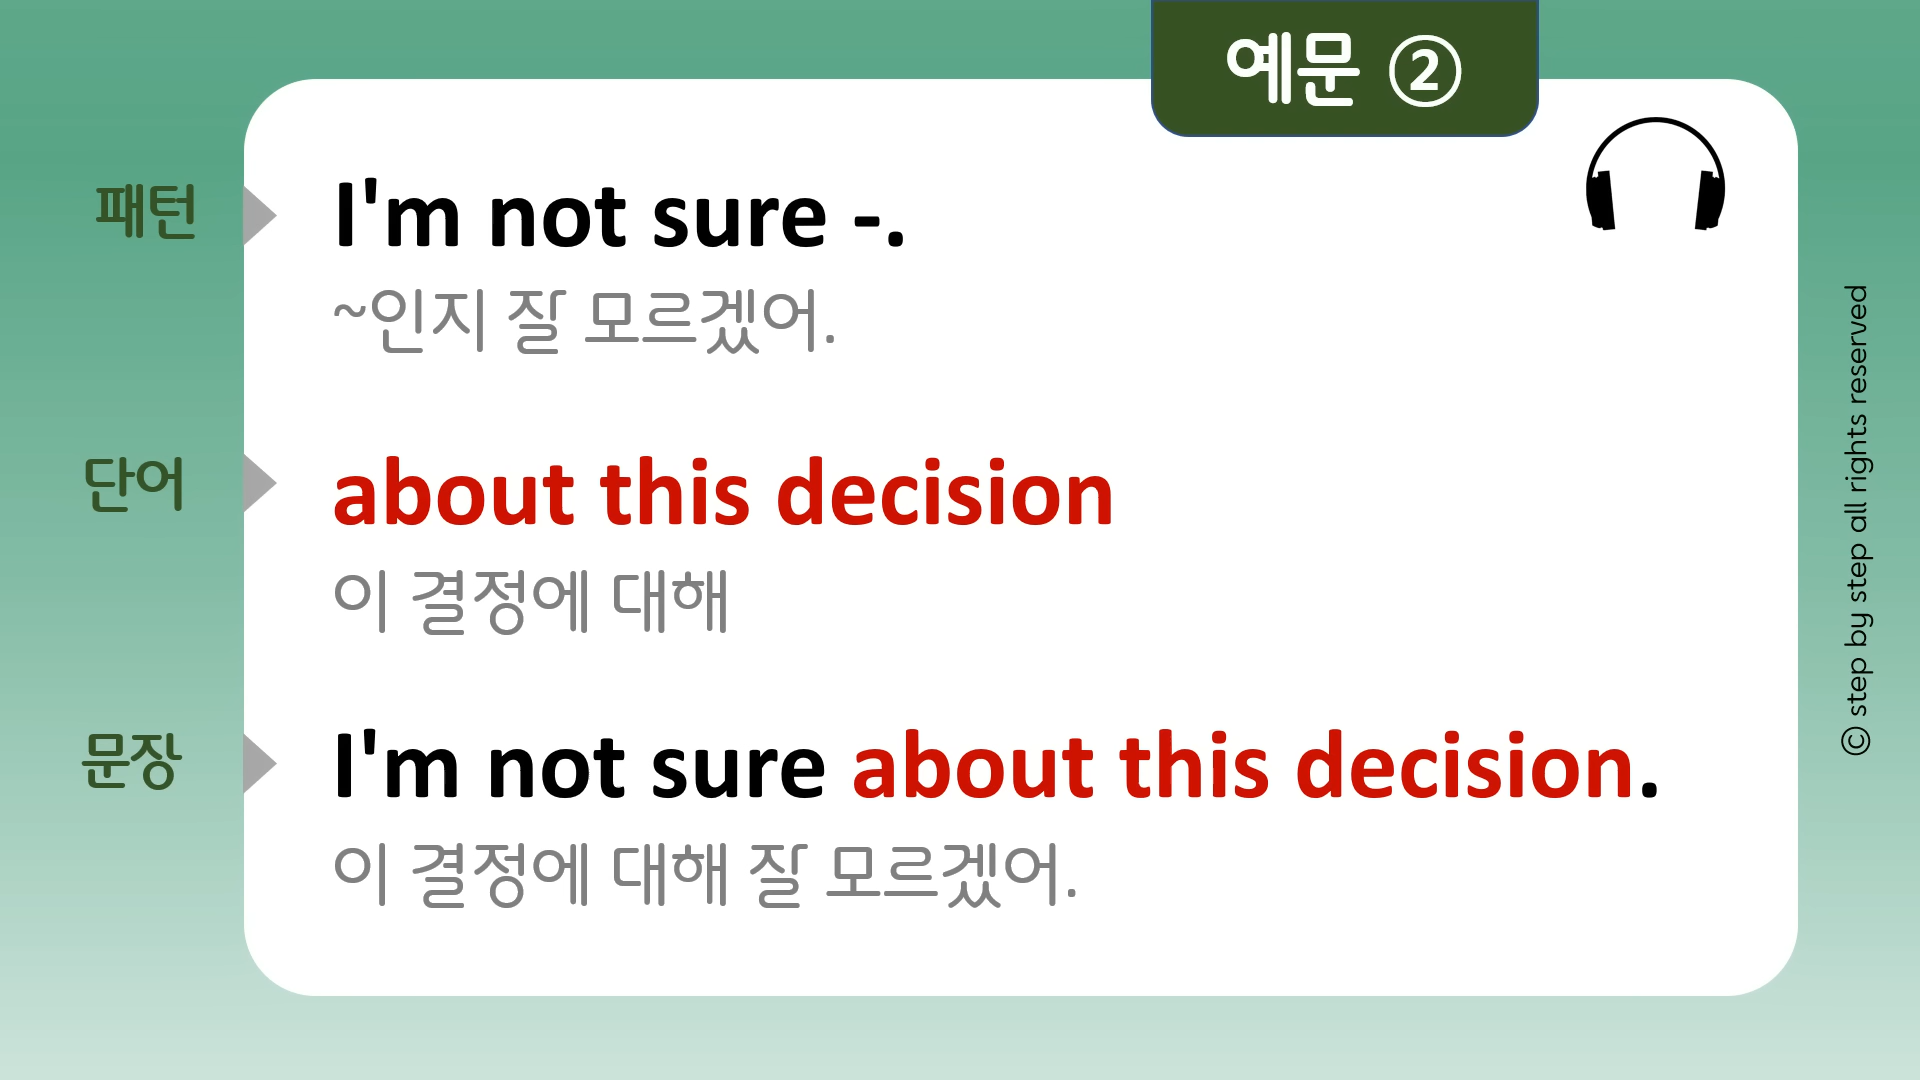 예문 ②
패턴
I'm not sure -.
~인지 잘 모르겠어.
단어
about this decision
이 결정에 대해
문장
I'm not sure about this decision.
이 결정에 대해 잘 모르겠어.
ⓒ step by step all rights reserved